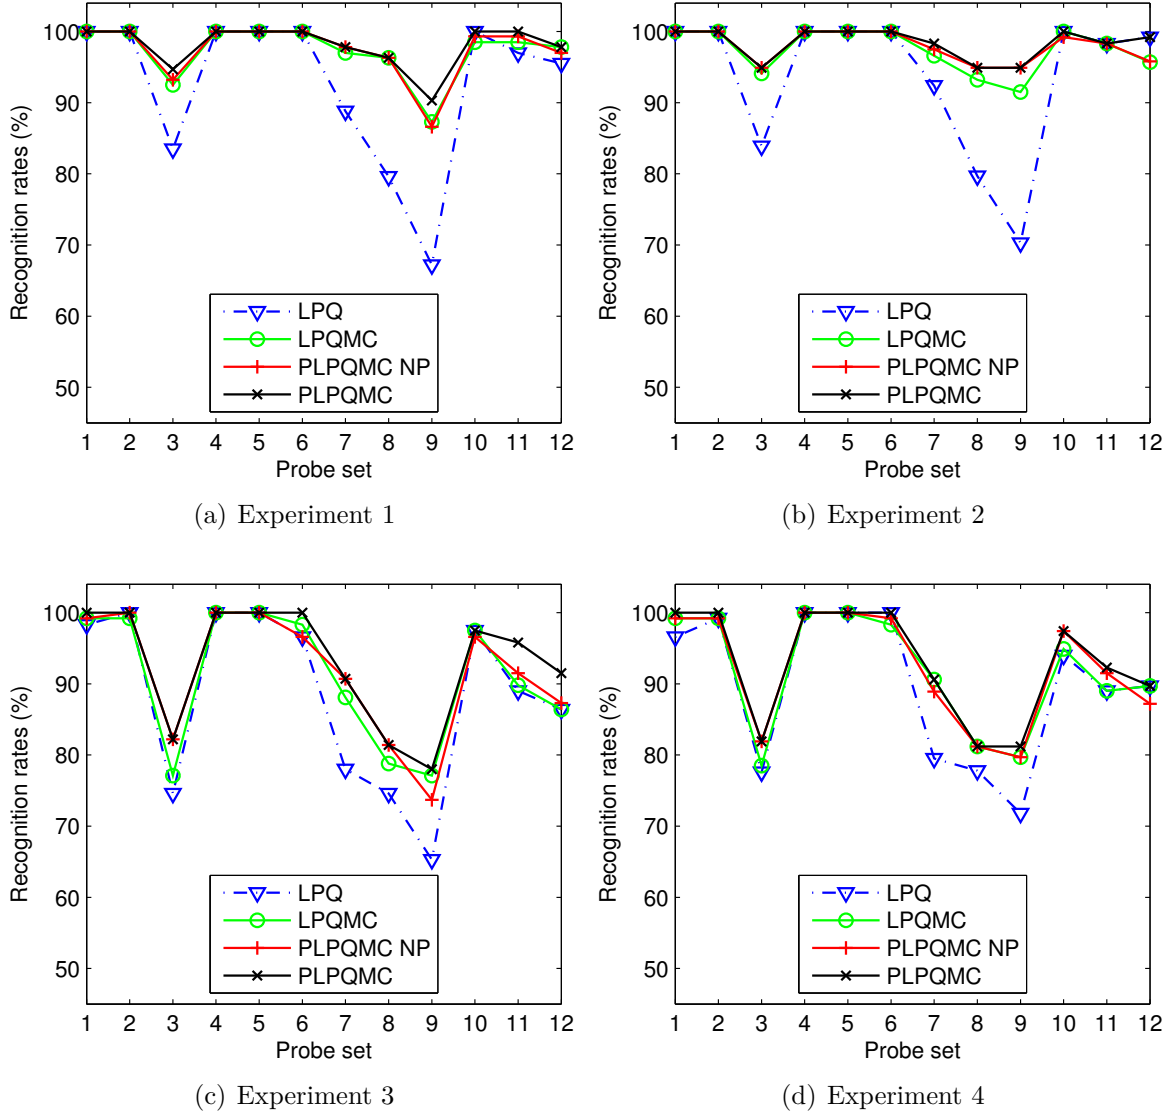 100
90
80
70
60
50
Recognition rates (%)
LPQ
LPQMC
PLPQMC NP
PLPQMC
1 2 3 4 5 6 7 8 9 10 11 12
Probe set
(a) Experiment 1
100
90
80
70
60
50
Recognition rates (%)
LPQ
LPQMC
PLPQMC NP
PLPQMC
1 2 3 4 5 6 7 8 9 10 11 12
Probe set
(b) Experiment 2
100
90
80
70
60
50
Recognition rates (%)
LPQ
LPQMC
PLPQMC NP
PLPQMC
1 2 3 4 5 6 7 8 9 10 11 12
Probe set
(c) Experiment 3
100
90
80
70
60
50
Recognition rates (%)
LPQ
LPQMC
PLPQMC NP
PLPQMC
1 2 3 4 5 6 7 8 9 10 11 12
Probe set
(d) Experiment 4